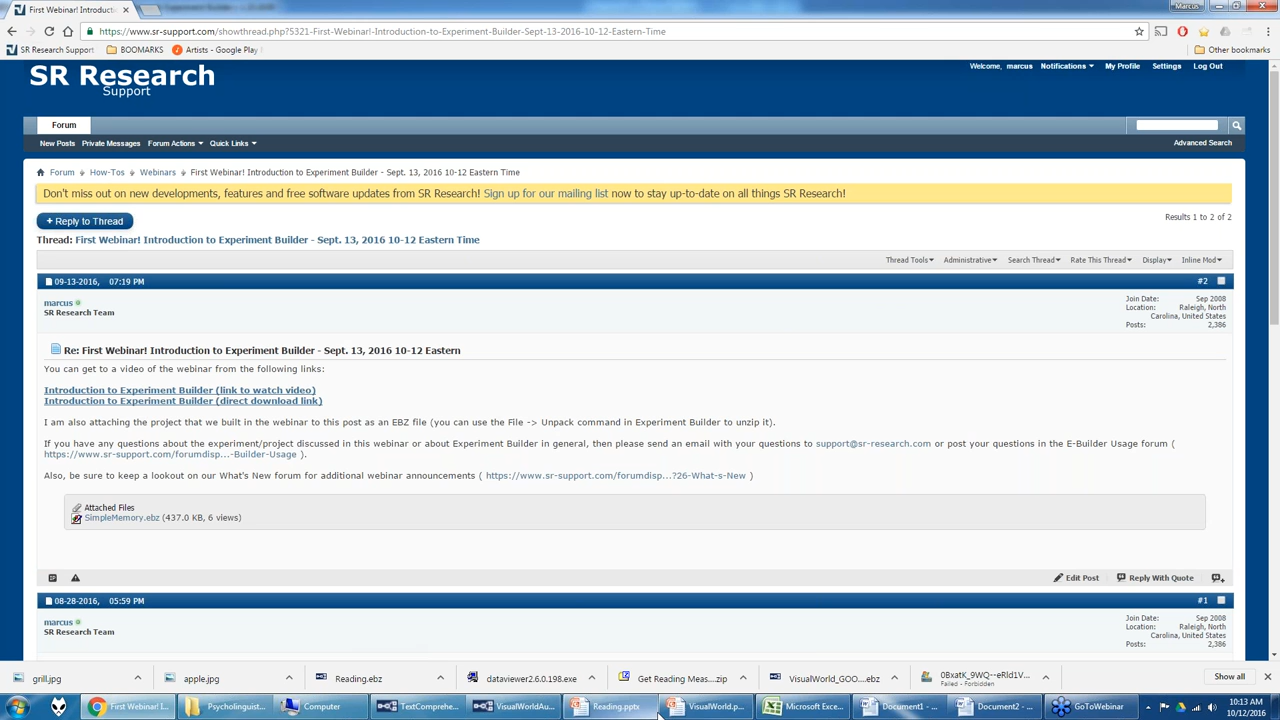 First Webinar! Introducti
Marcus
https://www.sr-support.com/showthread.php?5321-First-Webinar!-Introduction-to-Experiment-Builder-Sept-13-2016-10-12-Eastern-Time
SR Research Support BOOKMARKS Artists - Google Play Other bookmarks
SR Research
Support
Welcome, marcus Notifications My Profile Settings Log Out
Forum
New Posts Private Messages Forum Actions Quick Links Advanced Search
Forum How-Tos Webinars First Webinar! Introduction to Experiment Builder - Sept. 13, 2016 10-12 Eastern Time
Don't miss out on new developments, features and free software updates from SR Research! Sign up for our mailing list now to stay up-to-date on all things SR Research!
+ Reply to Thread Results 1 to 2 of 2
Thread: First Webinar! Introduction to Experiment Builder - Sept. 13, 2016 10-12 Eastern Time
Thread Tools Administrative Search Thread Rate This Thread Display Inline Mod
09-13-2016, 07:19 PM #2
marcus
SR Research Team
Join Date: Sep 2008
Location: Raleigh, North
Carolina, United States
Posts: 2,386
Re: First Webinar! Introduction to Experiment Builder - Sept. 13, 2016 10-12 Eastern
You can get to a video of the webinar from the following links:
Introduction to Experiment Builder (link to watch video)
Introduction to Experiment Builder (direct download link)
I am also attaching the project that we built in the webinar to this post as an EBZ file (you can use the File -> Unpack command in Experiment Builder to unzip it).
If you have any questions about the experiment/project discussed in this webinar or about Experiment Builder in general, then please send an email with your questions to support@sr-research.com or post your questions in the E-Builder Usage forum (
https://www.sr-support.com/forumdisp...-Builder-Usage ).
Also, be sure to keep a lookout on our What's New forum for additional webinar announcements ( https://www.sr-support.com/forumdisp...?26-What-s-New )
Attached Files
SimpleMemory.ebz (437.0 KB, 6 views)
Edit Post Reply With Quote
08-28-2016, 05:59 PM #1
marcus
SR Research Team
Join Date: Sep 2008
Location: Raleigh, North
Carolina, United States
Posts: 2,386
grill.jpg apple.jpg Reading.ebz dataviewer2.6.0.138.exe Get Reading Meas....zip VisualWorld_GOO....ebz 0BxatK_9WQ--eRld1V... Show all
Failed - Forbidden
First Webinar! I... Psycholinguist... Computer TextComprehe... VisualWorldAu... Reading.pptx VisualWorld.p... Microsoft Exce... Document1 - ... Document2 - ... GoToWebinar
10:13 AM
10/12/2016